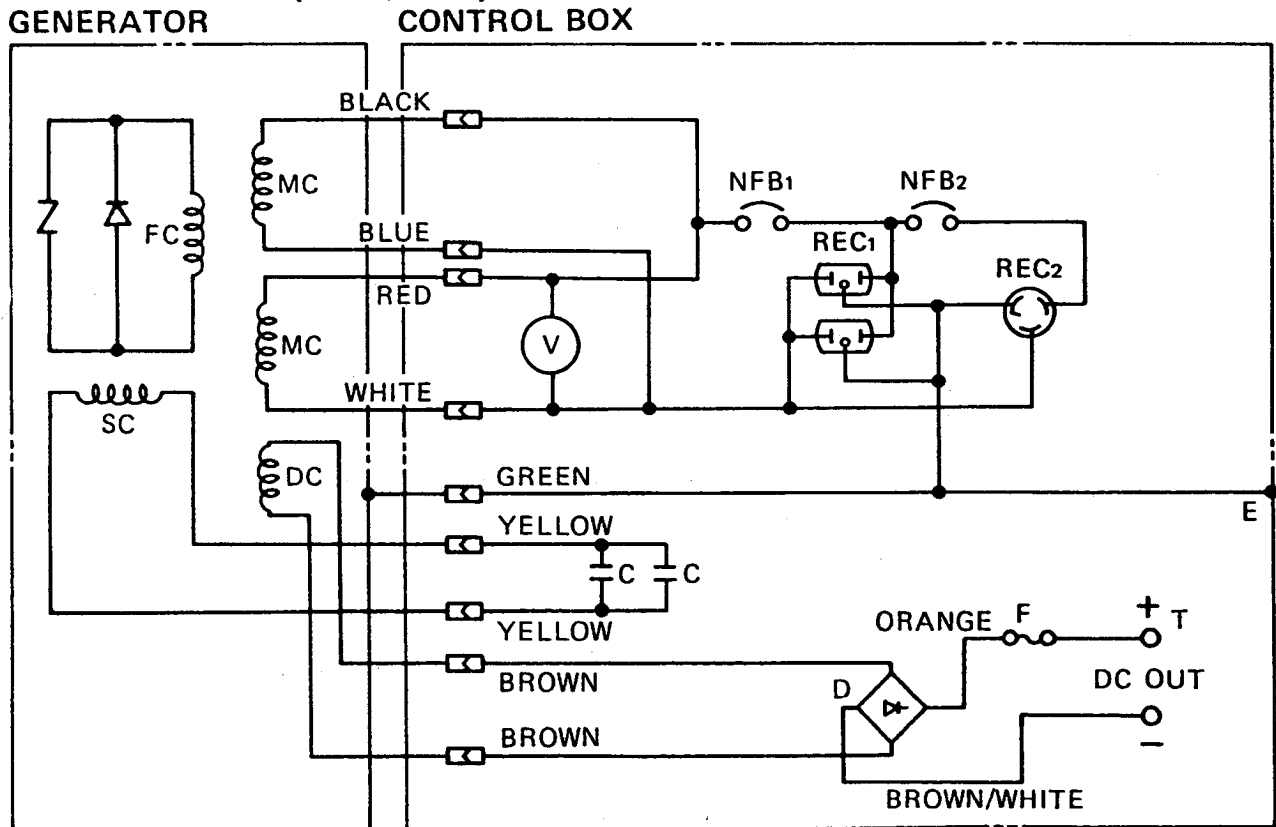 GENERATOR
CONTROL BOX
BLACK
MC
FC
BLUE
RED
MC
WHITE
SC
DC
GREEN
YELLOW
YELLOW
BROWN
BROWN
V
NFB1
NFB2
REC1
REC2
E
C
C
ORANGE
F
+
T
D
DC OUT
−
BROWN/WHITE